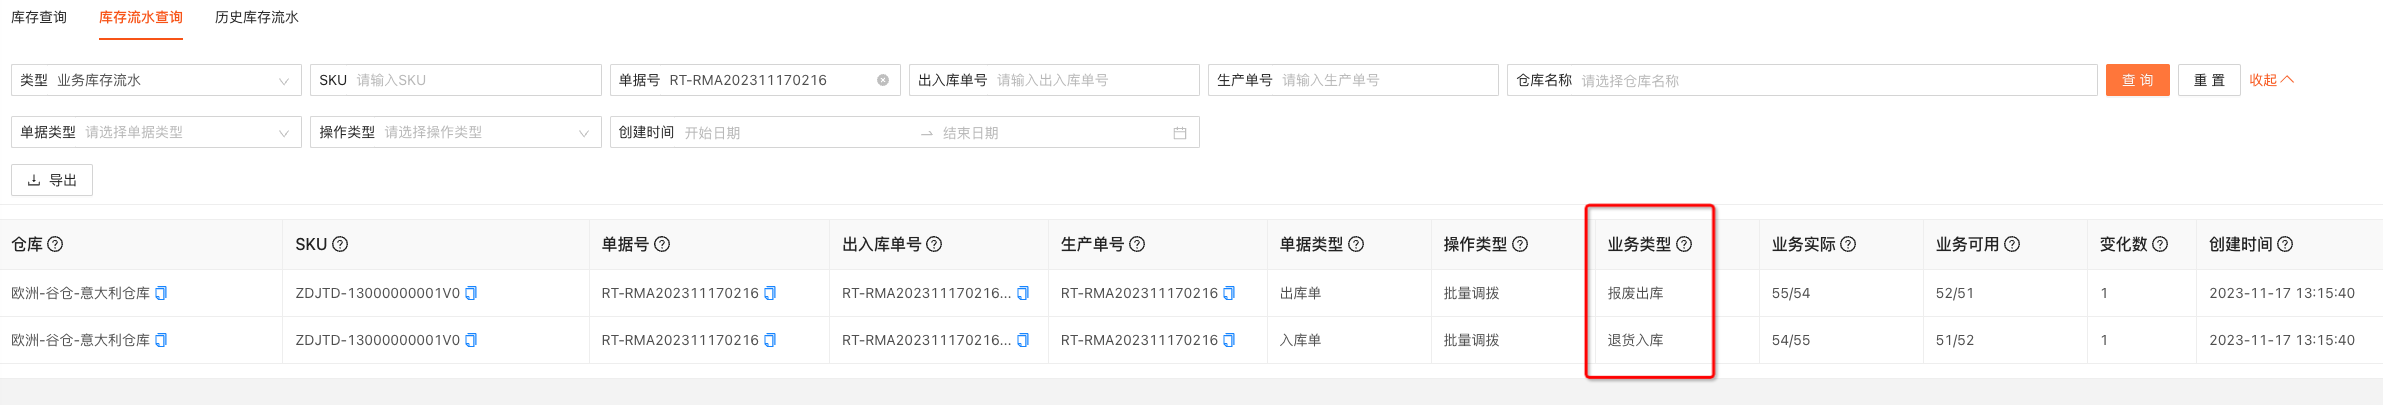 库存查询 库存流水查询 历史库存流水
类型 业务库存流水 SKU 请输入SKU 单据号 RT-RMA202311170216 出入库单号 请输入出入库单号 生产单号 请输入生产单号 仓库名称 请选择仓库名称 查 询 重 置 收起
单据类型 请选择单据类型 操作类型 请选择操作类型 创建时间 开始日期 → 结束日期
导出
仓库 SKU 单据号 出入库单号 生产单号 单据类型 操作类型 业务类型 业务实际 业务可用 变化数 创建时间
欧洲-谷仓-意大利仓库 ZDJTD-13000000001V0 RT-RMA202311170216 RT-RMA202311170216... RT-RMA202311170216 出库单 批量调拨 报废出库 55/54 52/51 1 2023-11-17 13:15:40
欧洲-谷仓-意大利仓库 ZDJTD-13000000001V0 RT-RMA202311170216 RT-RMA202311170216... RT-RMA202311170216 入库单 批量调拨 退货入库 54/55 51/52 1 2023-11-17 13:15:40